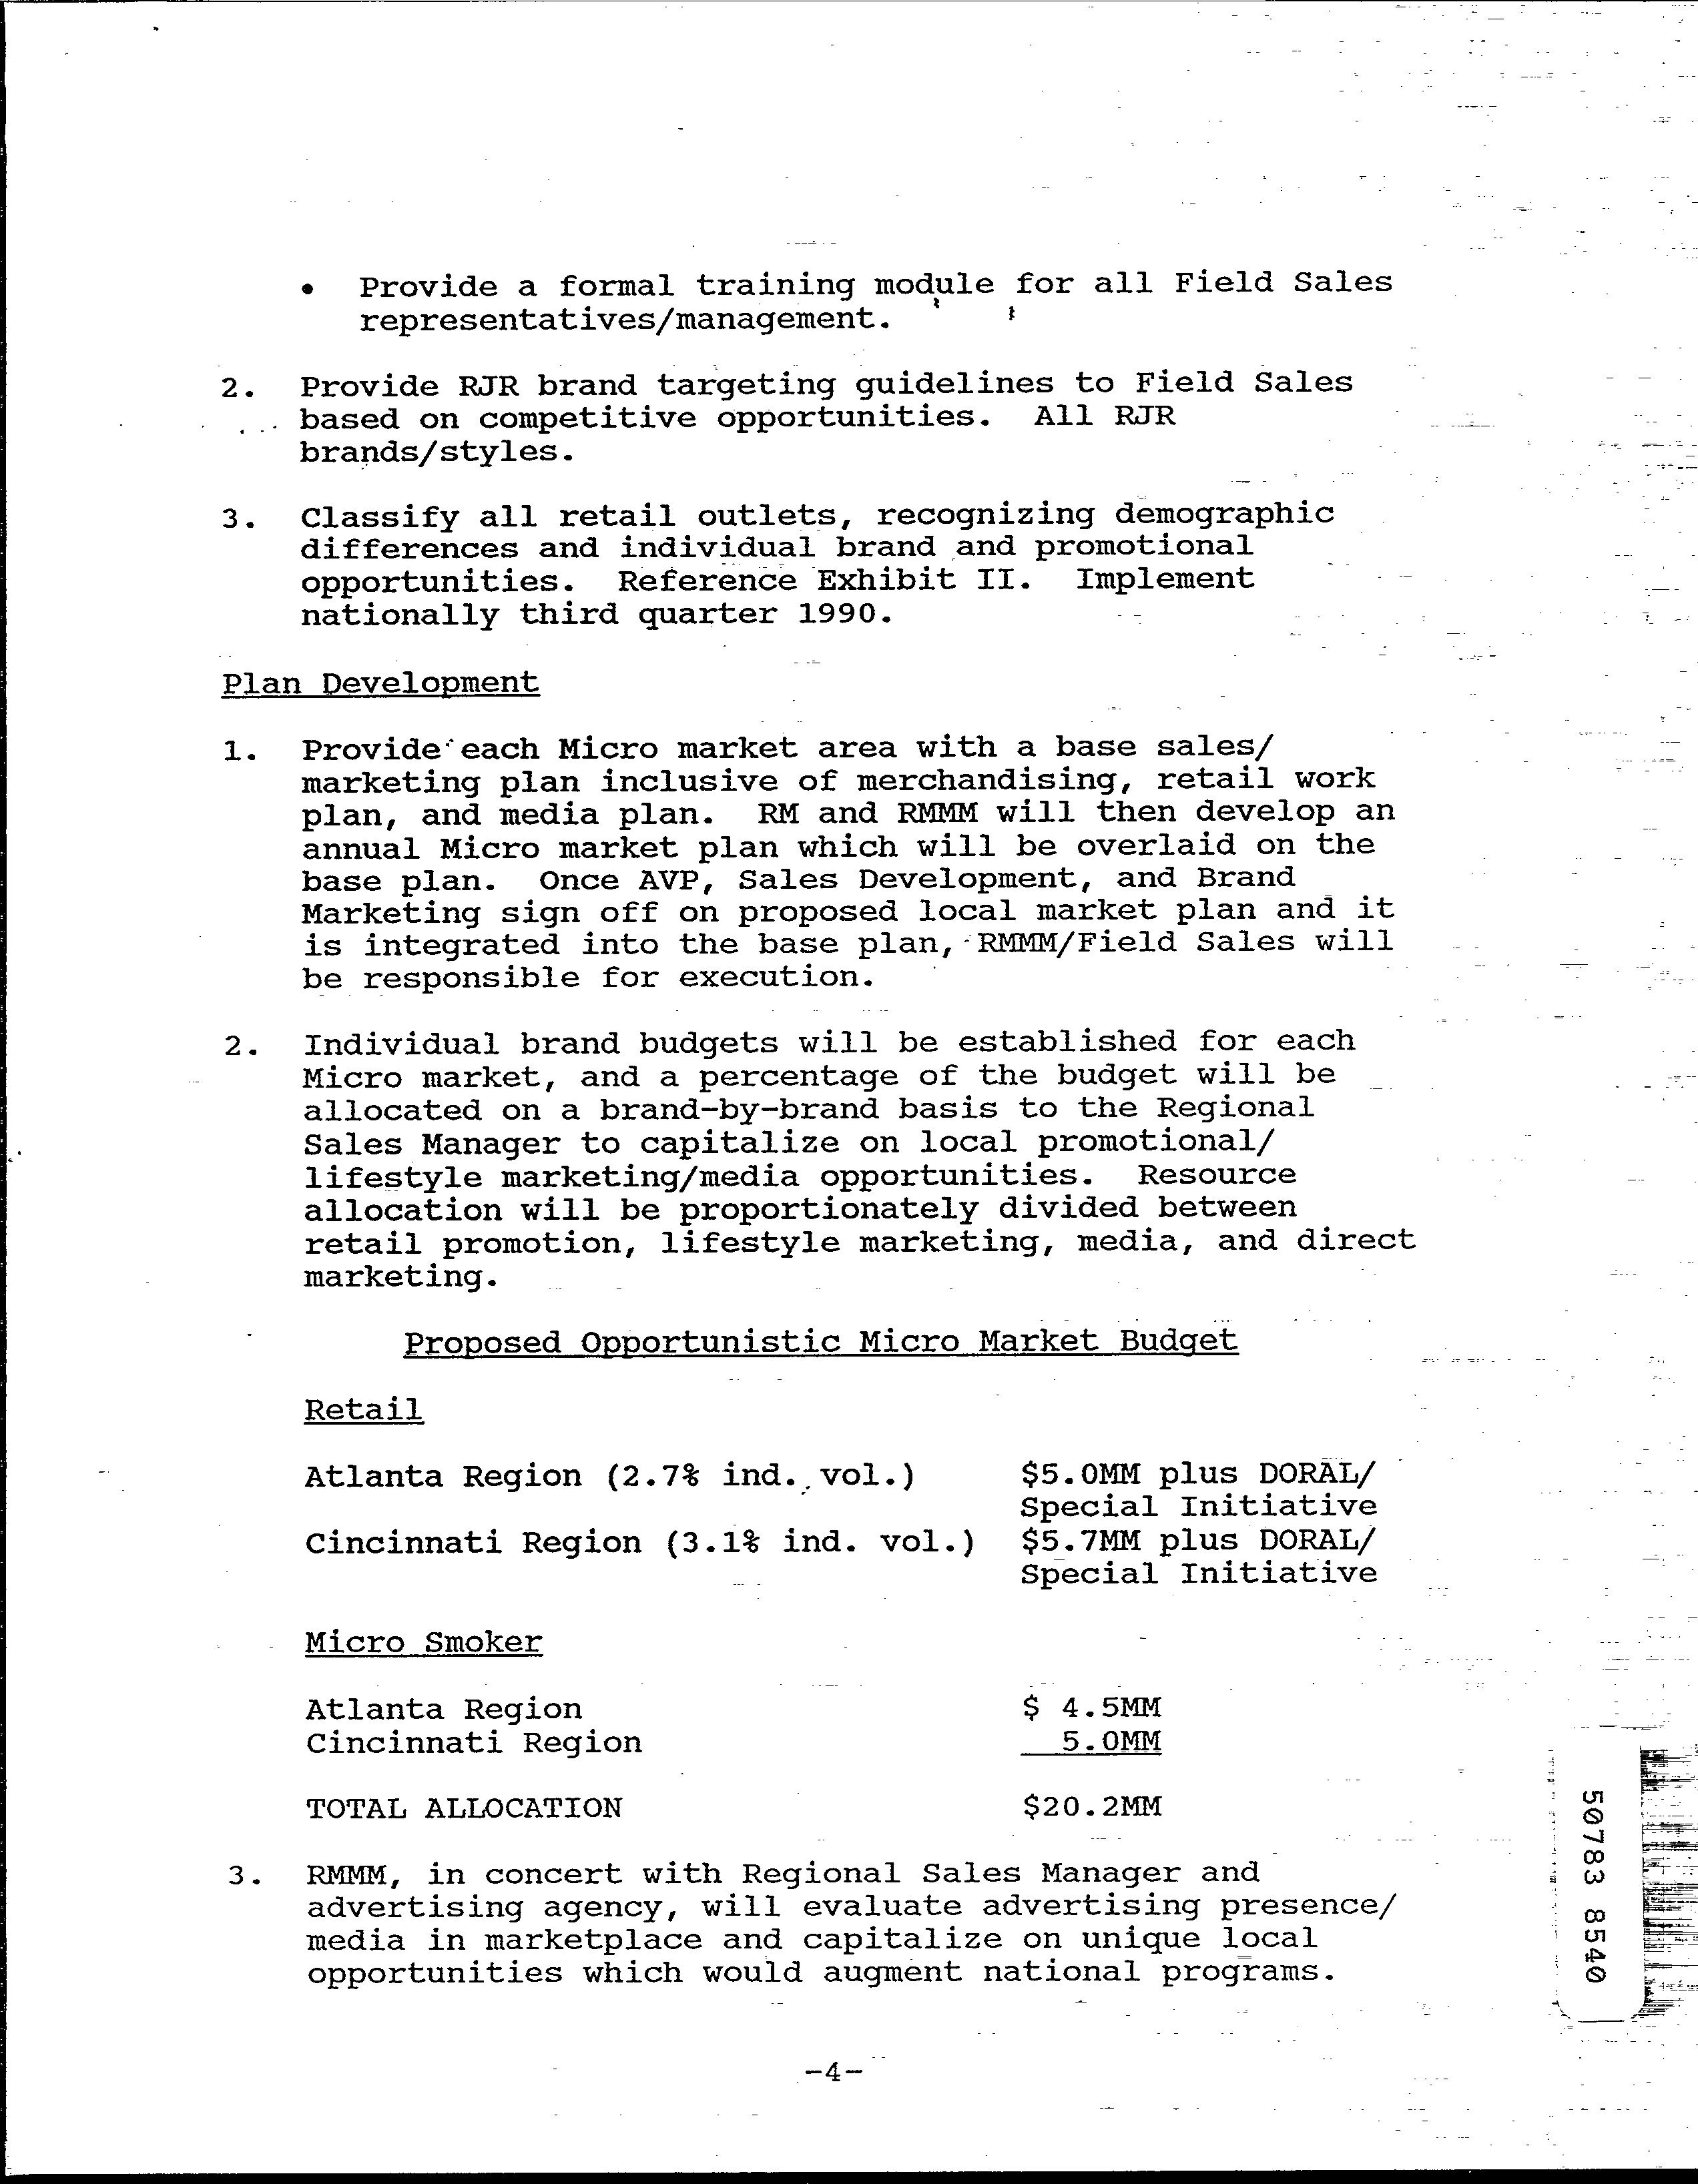 • Provide a formal training module for all Field Sales
representatives/management.
2. Provide RJR brand targeting guidelines to Field Sales
based on competitive opportunities. All RJR
brands/styles.
3. Classify all retail outlets, recognizing demographic
differences and individual brand and promotional
opportunities. Reference Exhibit II. Implement
nationally third quarter 1990.
Plan Development
1. Provide each Micro market area with a base sales/
marketing plan inclusive of merchandising, retail work
plan, and media plan. RM and RMMM will then develop an
annual Micro market plan which will be overlaid on the
base plan. Once AVP, Sales Development, and Brand
Marketing sign off on proposed local market plan and it
is integrated into the base plan, RMMM/Field Sales will
be responsible for execution.
2. Individual brand budgets will be established for each
Micro market, and a percentage of the budget will be
allocated on a brand-by-brand basis to the Regional
Sales Manager to capitalize on local promotional/
lifestyle marketing/media opportunities. Resource
allocation will be proportionately divided between
retail promotion, lifestyle marketing, media, and direct
marketing.
Proposed Opportunistic Micro Market Budget
Retail
Atlanta Region (2.7% ind. vol.) $5.0MM plus DORAL/
Special Initiative
Cincinnati Region (3.1% ind. vol.) $5.7MM plus DORAL/
Special Initiative
Micro Smoker
Atlanta Region $ 4.5MM
Cincinnati Region 5.0MM
TOTAL ALLOCATION $20.2MM
3. RMMM, in concert with Regional Sales Manager and
advertising agency, will evaluate advertising presence/
media in marketplace and capitalize on unique local
opportunities which would augment national programs.
-4-
50783 8540